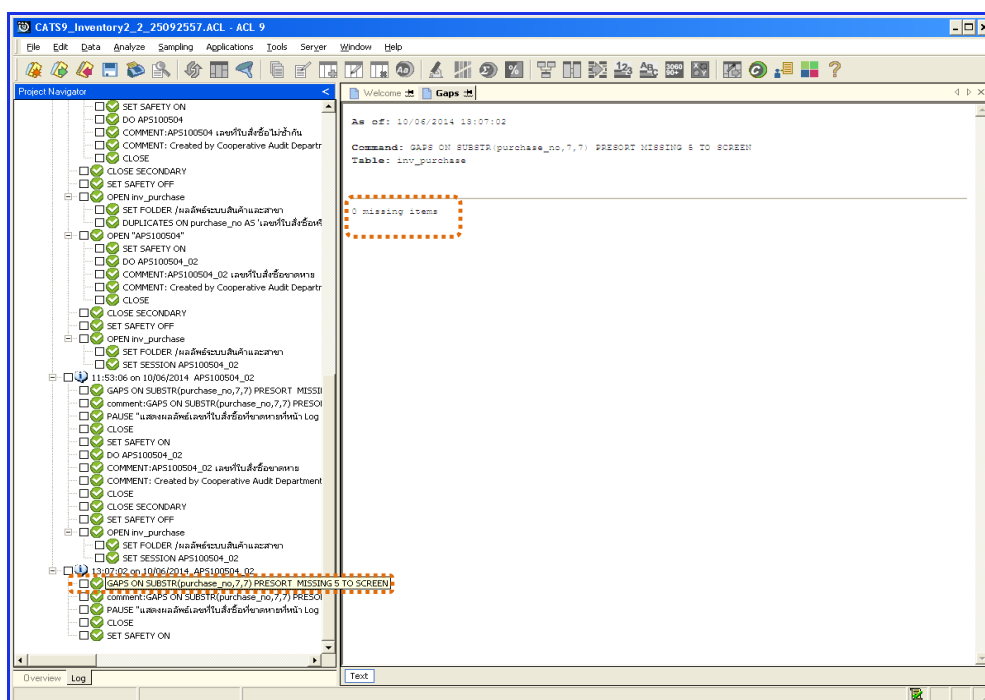 CATS9_Inventory2_2_25092557.ACL - ACL 9
File Edit Data Analyze Sampling Applications Tools Server Window Help
Project Navigator
SET SAFETY ON
DO APS100504
COMMENT:APS100504 เลขที่ใบสั่งซื้อไม่ซ้ำกัน
COMMENT: Created by Cooperative Audit Departr
CLOSE
CLOSE SECONDARY
SET SAFETY OFF
OPEN inv_purchase
SET FOLDER /ผลลัพธ์ระบบสินค้าและสาขา
DUPLICATES ON purchase_no AS 'เลขที่ใบสั่งซื้อ
OPEN "APS100504"
SET SAFETY ON
DO APS100504_02
COMMENT:APS100504_02 เลขที่ใบสั่งซื้อขาดหาย
COMMENT: Created by Cooperative Audit Departr
CLOSE
CLOSE SECONDARY
SET SAFETY OFF
OPEN inv_purchase
SET FOLDER /ผลลัพธ์ระบบสินค้าและสาขา
SET SESSION APS100504_02
11:53:06 on 10/06/2014 APS100504_02
GAPS ON SUBSTR(purchase_no,7,7) PRESORT MISSI
comment:GAPS ON SUBSTR(purchase_no,7,7) PRESO
PAUSE "แสดงผลลัพธ์เลขที่ใบสั่งซื้อที่ขาดหายที่หน้า Log
CLOSE
SET SAFETY ON
DO APS100504_02
COMMENT:APS100504_02 เลขที่ใบสั่งซื้อขาดหาย
COMMENT: Created by Cooperative Audit Department
CLOSE
CLOSE SECONDARY
SET SAFETY OFF
OPEN inv_purchase
SET FOLDER /ผลลัพธ์ระบบสินค้าและสาขา
SET SESSION APS100504_02
13:07:02 on 10/06/2014 APS100504_02
GAPS ON SUBSTR(purchase_no,7,7) PRESORT MISSING 5 TO SCREEN
comment:GAPS ON SUBSTR(purchase_no,7,7) PRESO
PAUSE "แสดงผลลัพธ์เลขที่ใบสั่งซื้อที่ขาดหายที่หน้า Log
CLOSE
SET SAFETY ON
Overview Log
Welcome Gaps
As of: 10/06/2014 13:07:02
Command: GAPS ON SUBSTR(purchase_no,7,7) PRESORT MISSING 5 TO SCREEN
Table: inv_purchase
0 missing items
Text